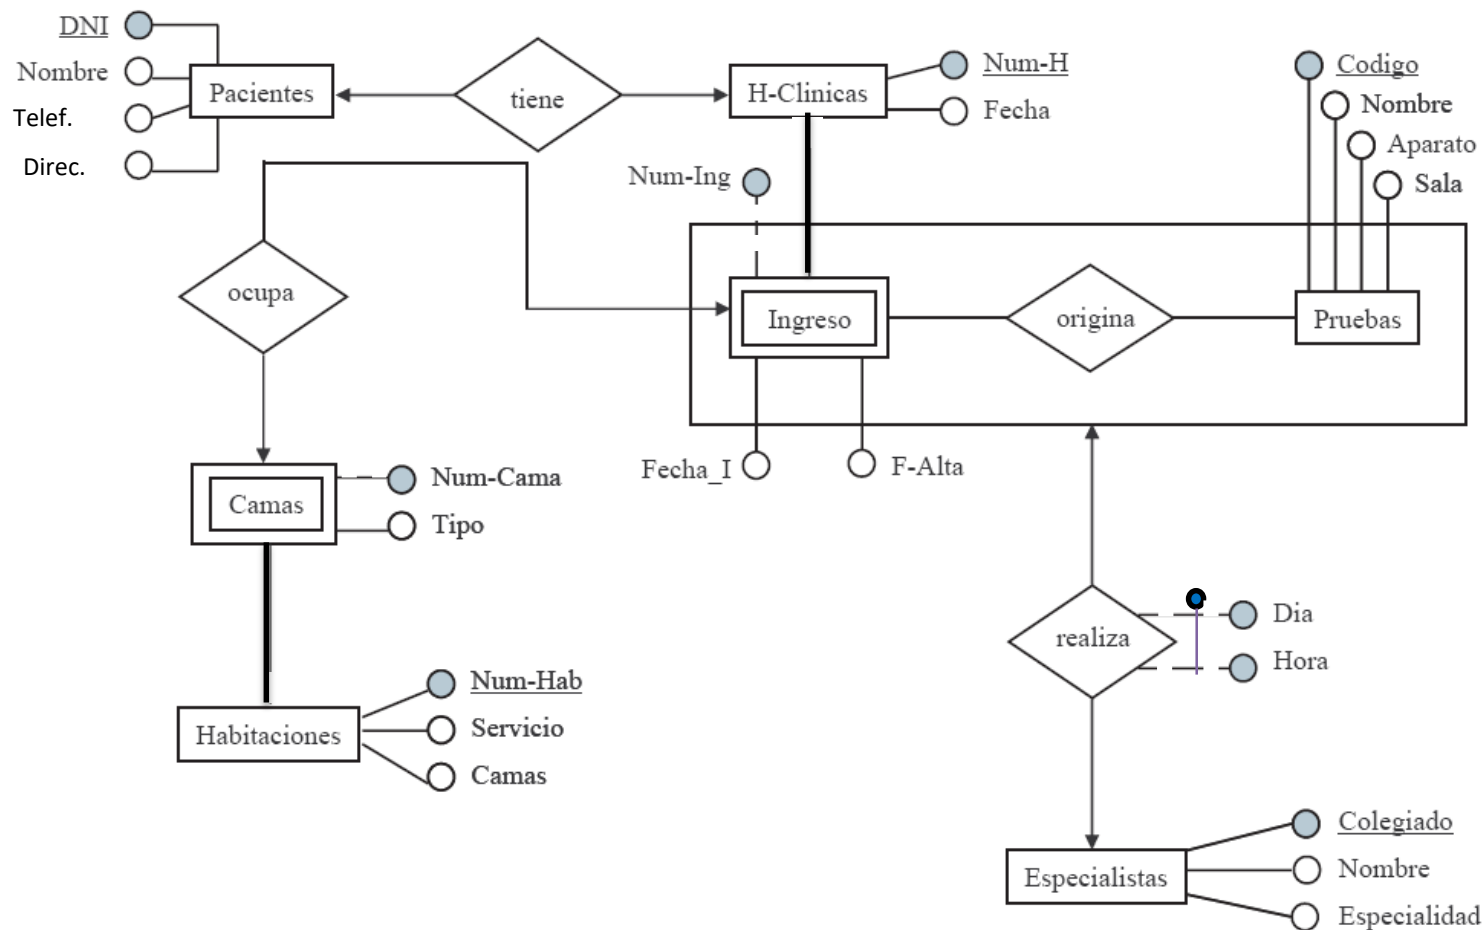 DNI
Nombre
Telef.
Direc.
Pacientes
tiene
H-Clinicas
Num-H
Fecha
Codigo
Nombre
Aparato
Sala
Num-Ing
ocupa
Ingreso
origina
Pruebas
Fecha_I
F-Alta
Camas
Num-Cama
Tipo
realiza
Dia
Hora
Habitaciones
Num-Hab
Servicio
Camas
Especialistas
Colegiado
Nombre
Especialidad